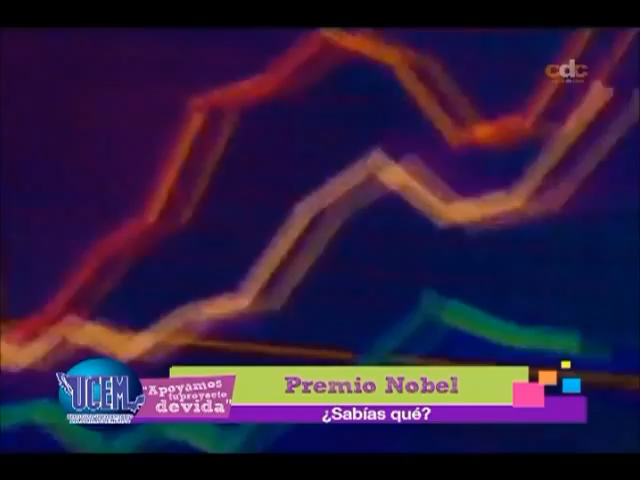 cdc
Premio Nobel
¿Sabías qué?
UCEM
"Apoyamos
tu proyecto
de vida"